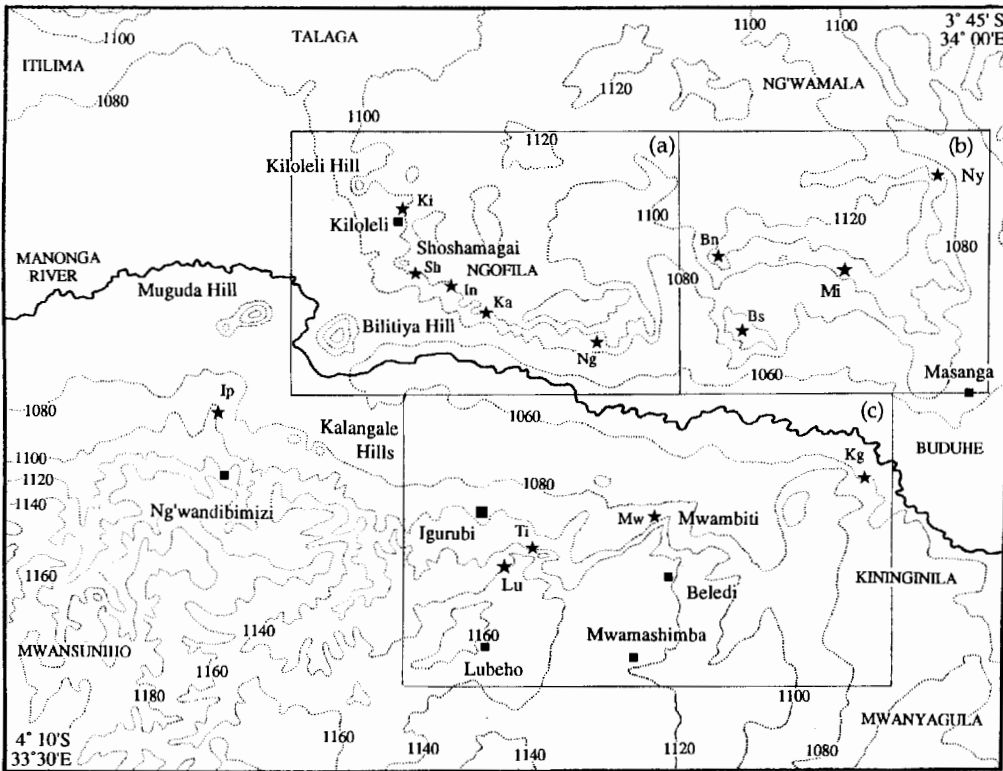 1100
TALAGA
1100
1100
3° 45' S
34° 00'E
ITILIMA
1080
1120
NG'WAMALA
1100
1120
(a)
(b)
Kiloleli Hill
Ki
Ny
Kiloleli
1100
1120
Shoshamagai
Bn
1080
MANONGA
RIVER
Sh
NGOFILA
1080
Muguda Hill
In
Mi
Ka
Bs
Bilitiya Hill
Ng
1060
Masanga
Ip
1080
1060
(c)
Kalangale
Hills
BUDUHE
1100
Kg
1120
Ng'wandibimizi
1080
1140
Igurubi
Ti
Mw
Mwambiti
1160
Lu
KININGINILA
Beledi
1140
1160
Mwamashimba
MWANSUNIIIO
1160
Lubeho
1180
1100
MWANYAGULA
4° 10'S
33° 30'E
1160
1140
1140
1120
1080